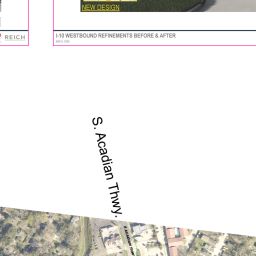 NEW DESIGN
REICH
I-10 WESTBOUND REFINEMENTS BEFORE & AFTER
S. Acadian Thwy.